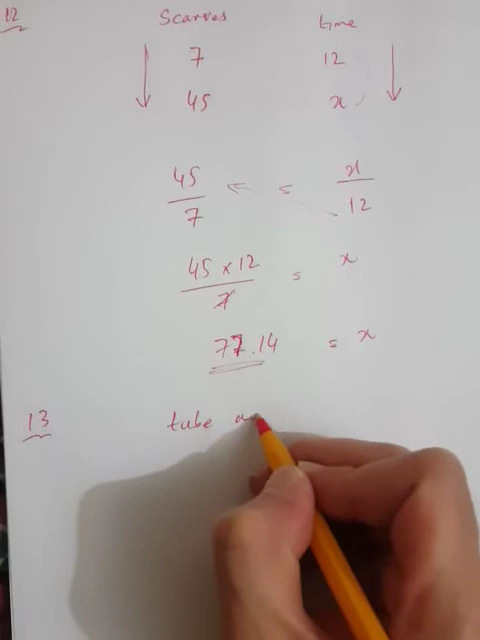 12 Scarves time
7 12
45 x
45/7 = x/12
45 x 12/7 = x
77.14 = x
13 tube